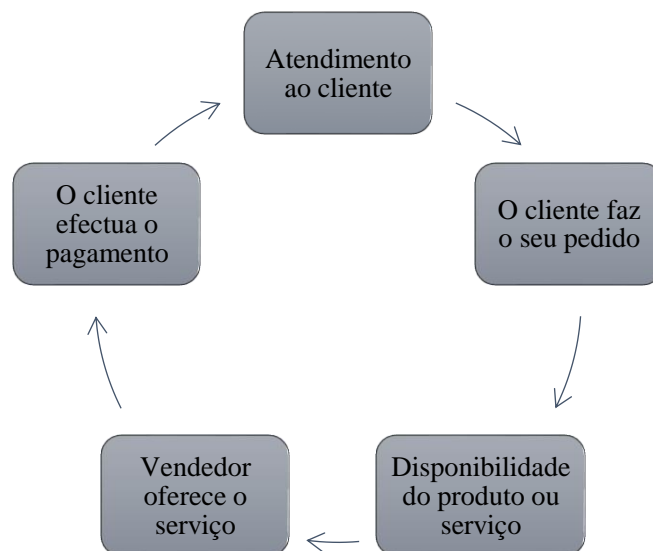 Atendimento
ao cliente
O cliente faz
o seu pedido
Disponibilidade
do produto ou
serviço
Vendedor
oferece o
serviço
O cliente
efectua o
pagamento